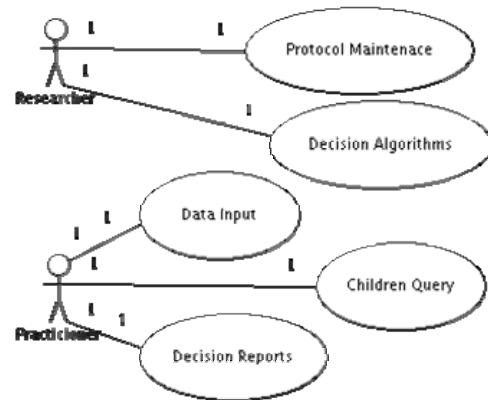 1
1
Protocol Maintenace
1
Researcher
1
Decision Algorithms
Data Input
1
1
1
1
Children Query
Practicioner
1
1
Decision Reports